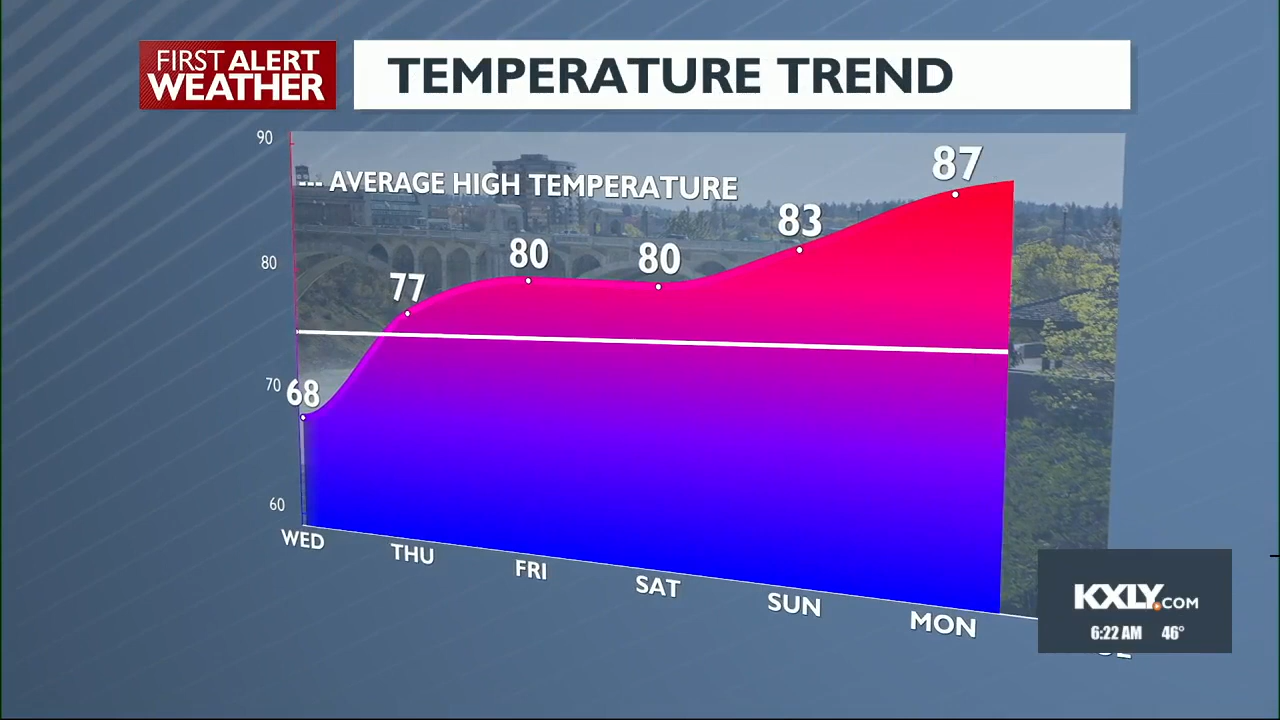 FIRST ALERT
WEATHER
TEMPERATURE TREND
90
--- AVERAGE HIGH TEMPERATURE
87
83
80
80
80
77
70
68
60
WED
THU
FRI
SAT
SUN
MON
KXLY.COM
6:22 AM 46°